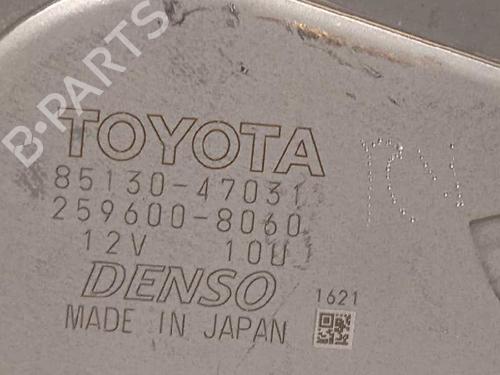 B-PARTS
TOYOTA
85130-47031
259600-8060
12V 10U
DENSO
1621
MADE IN JAPAN